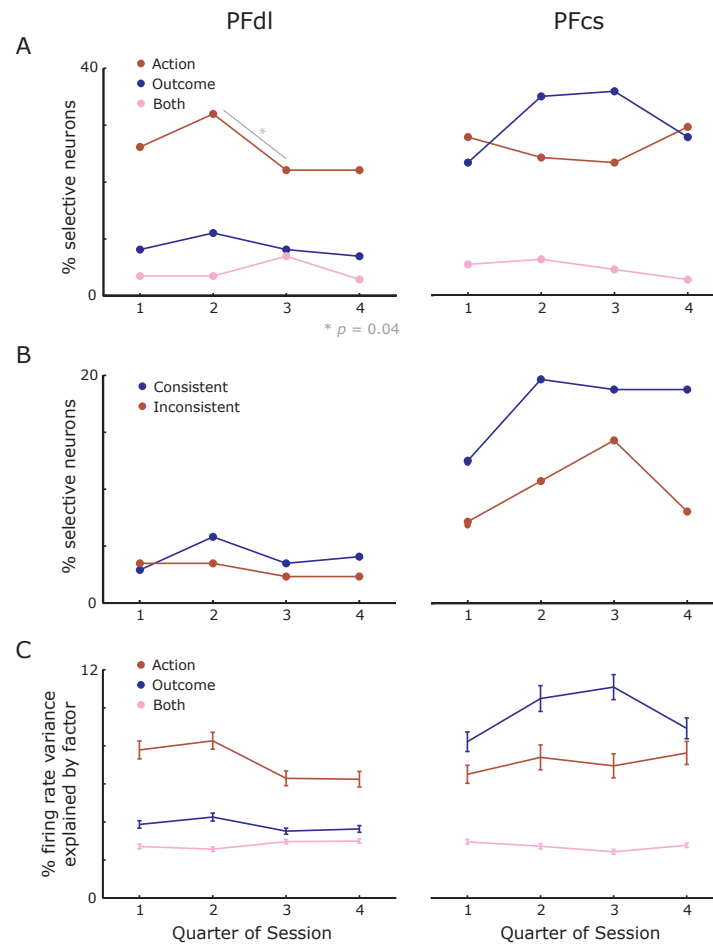 PFdl PFcs
A
40
Action
Outcome
Both
*
% selective neurons
0
1 2 3 4
1 2 3 4
* p = 0.04
B
20
Consistent
Inconsistent
% selective neurons
0
1 2 3 4
1 2 3 4
C
12
Action
Outcome
Both
% firing rate variance
explained by factor
0
1 2 3 4
1 2 3 4
Quarter of Session Quarter of Session